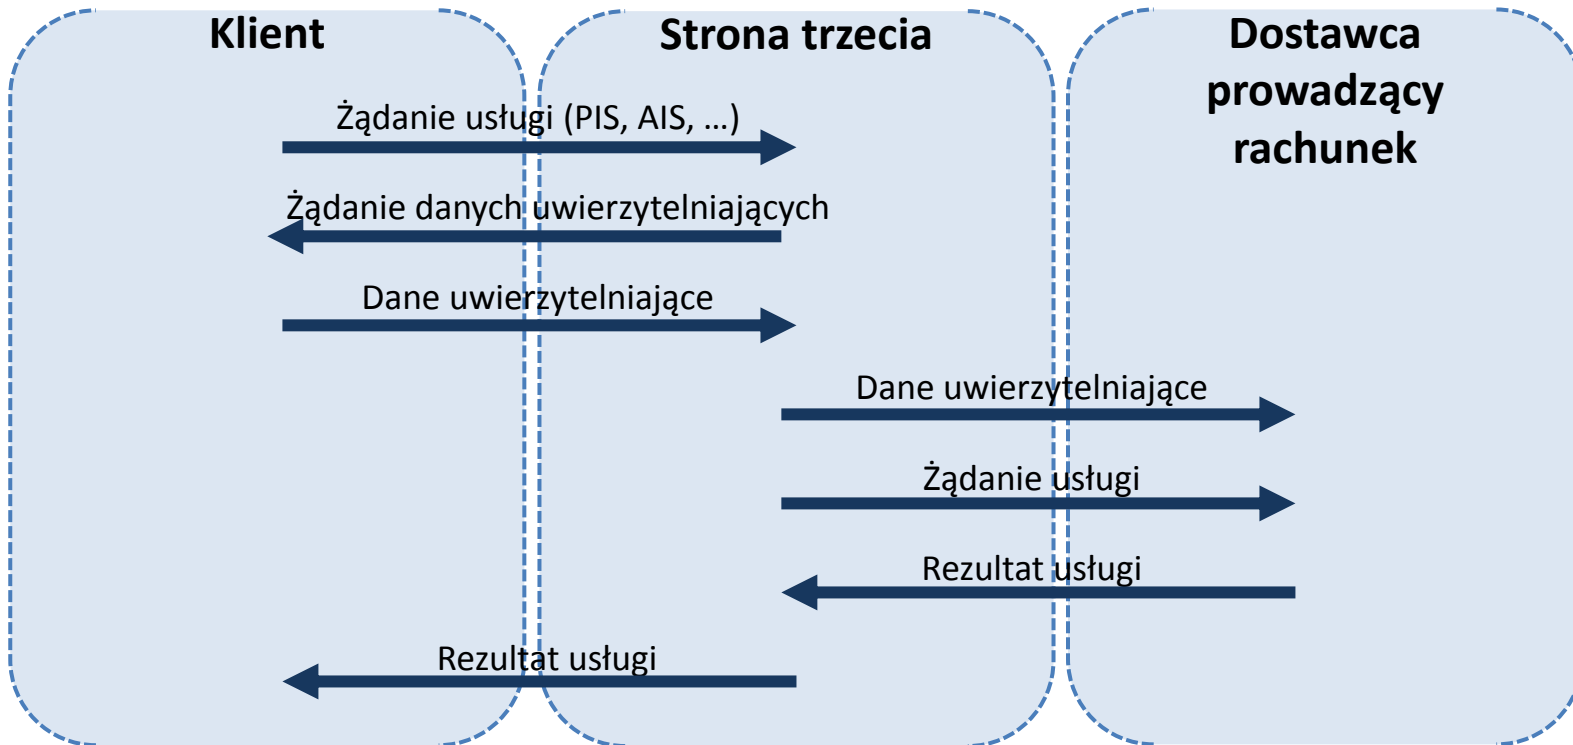 Klient
Strona trzecia
Dostawca
prowadzący
rachunek
Żądanie usługi (PIS, AIS, ...)
Żądanie danych uwierzytelniających
Dane uwierzytelniające
Dane uwierzytelniające
Żądanie usługi
Rezultat usługi
Rezultat usługi